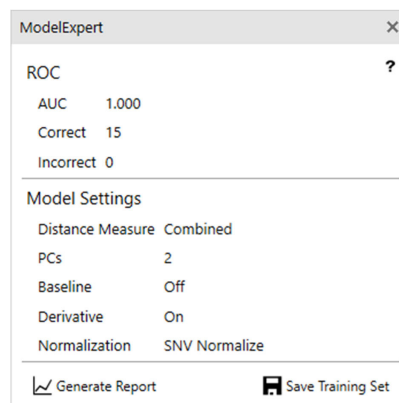 ModelExpert ×
ROC ?
AUC 1.000
Correct 15
Incorrect 0
Model Settings
Distance Measure Combined
PCs 2
Baseline Off
Derivative On
Normalization SNV Normalize
Generate Report Save Training Set